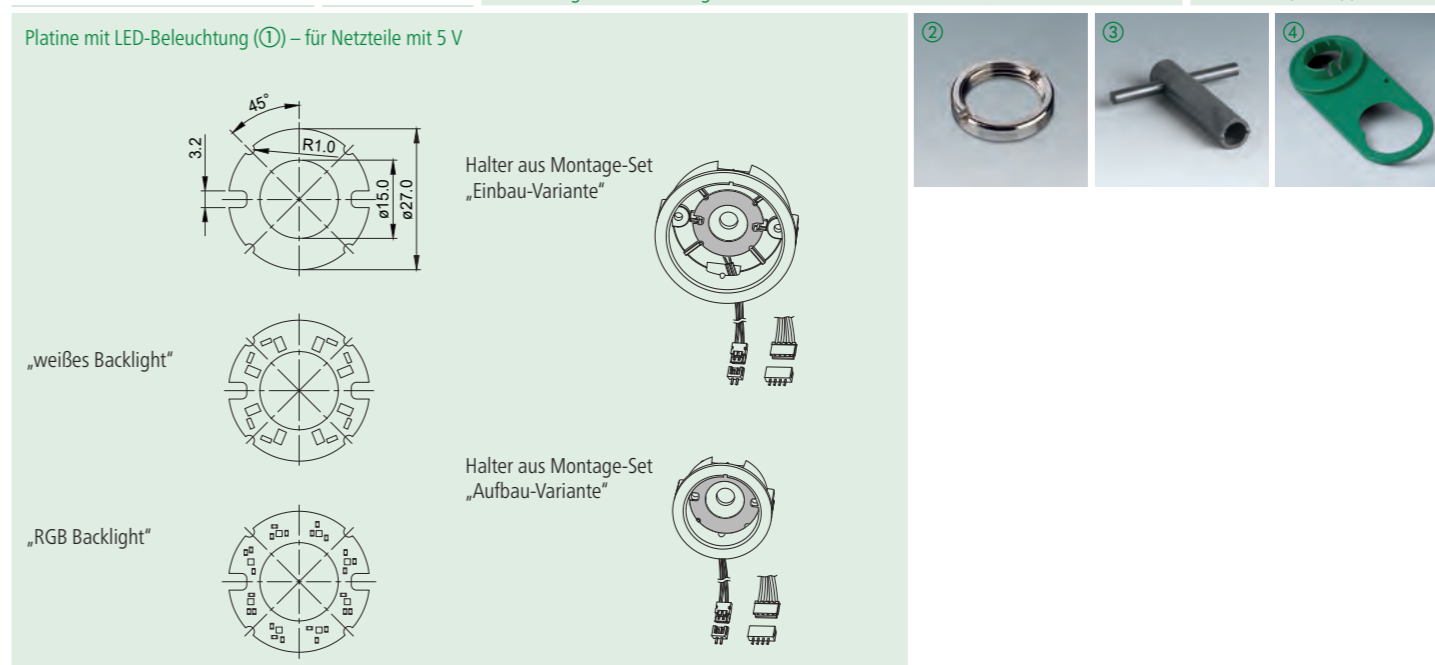 Platine mit LED-Beleuchtung (①) – für Netzteile mit 5 V
②
③
④
45°
3.2
R1.0
ø15.0
ø27.0
Halter aus Montage-Set
„Einbau-Variante“
„weißes Backlight“
Halter aus Montage-Set
„Aufbau-Variante“
„RGB Backlight“